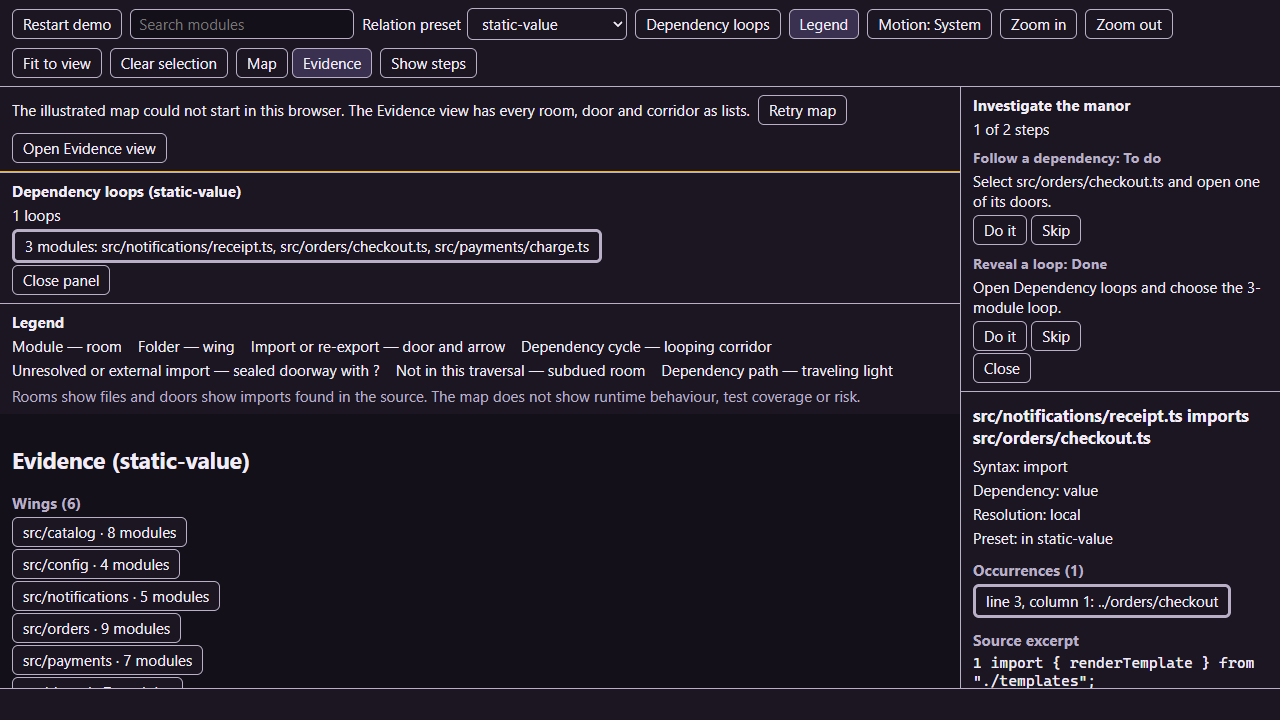 Restart demo Search modules Relation preset static-value Dependency loops Legend Motion: System Zoom in Zoom out
Fit to view Clear selection Map Evidence Show steps
The illustrated map could not start in this browser. The Evidence view has every room, door and corridor as lists. Retry map
Open Evidence view
Dependency loops (static-value)
1 loops
3 modules: src/notifications/receipt.ts, src/orders/checkout.ts, src/payments/charge.ts
Close panel
Legend
Module — room Folder — wing Import or re-export — door and arrow Dependency cycle — looping corridor
Unresolved or external import — sealed doorway with ? Not in this traversal — subdued room Dependency path — traveling light
Rooms show files and doors show imports found in the source. The map does not show runtime behaviour, test coverage or risk.
Evidence (static-value)
Wings (6)
src/catalog · 8 modules
src/config · 4 modules
src/notifications · 5 modules
src/orders · 9 modules
src/payments · 7 modules
Investigate the manor
1 of 2 steps
Follow a dependency: To do
Select src/orders/checkout.ts and open one
of its doors.
Do it Skip
Reveal a loop: Done
Open Dependency loops and choose the 3-
module loop.
Do it Skip
Close
src/notifications/receipt.ts imports
src/orders/checkout.ts
Syntax: import
Dependency: value
Resolution: local
Preset: in static-value
Occurrences (1)
line 3, column 1: ../orders/checkout
Source excerpt
1 import { renderTemplate } from
"./templates";